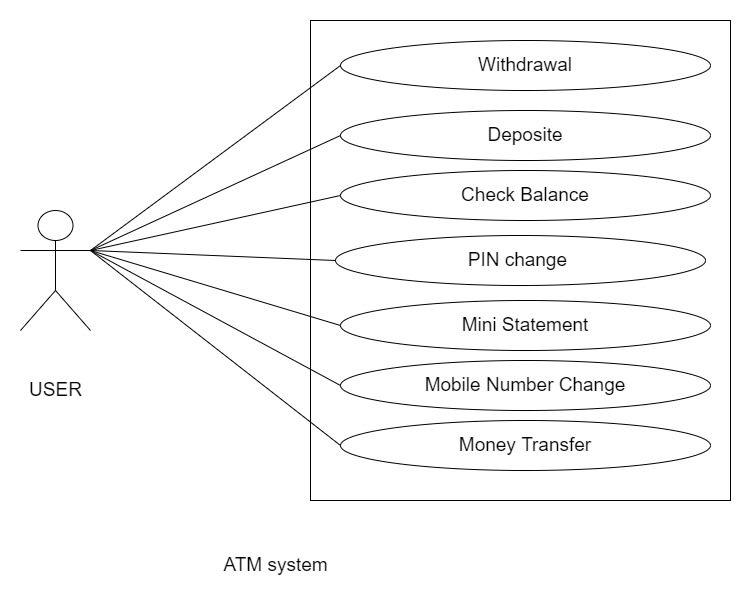 Withdrawal
Deposite
Check Balance
PIN change
Mini Statement
Mobile Number Change
Money Transfer
USER
ATM system